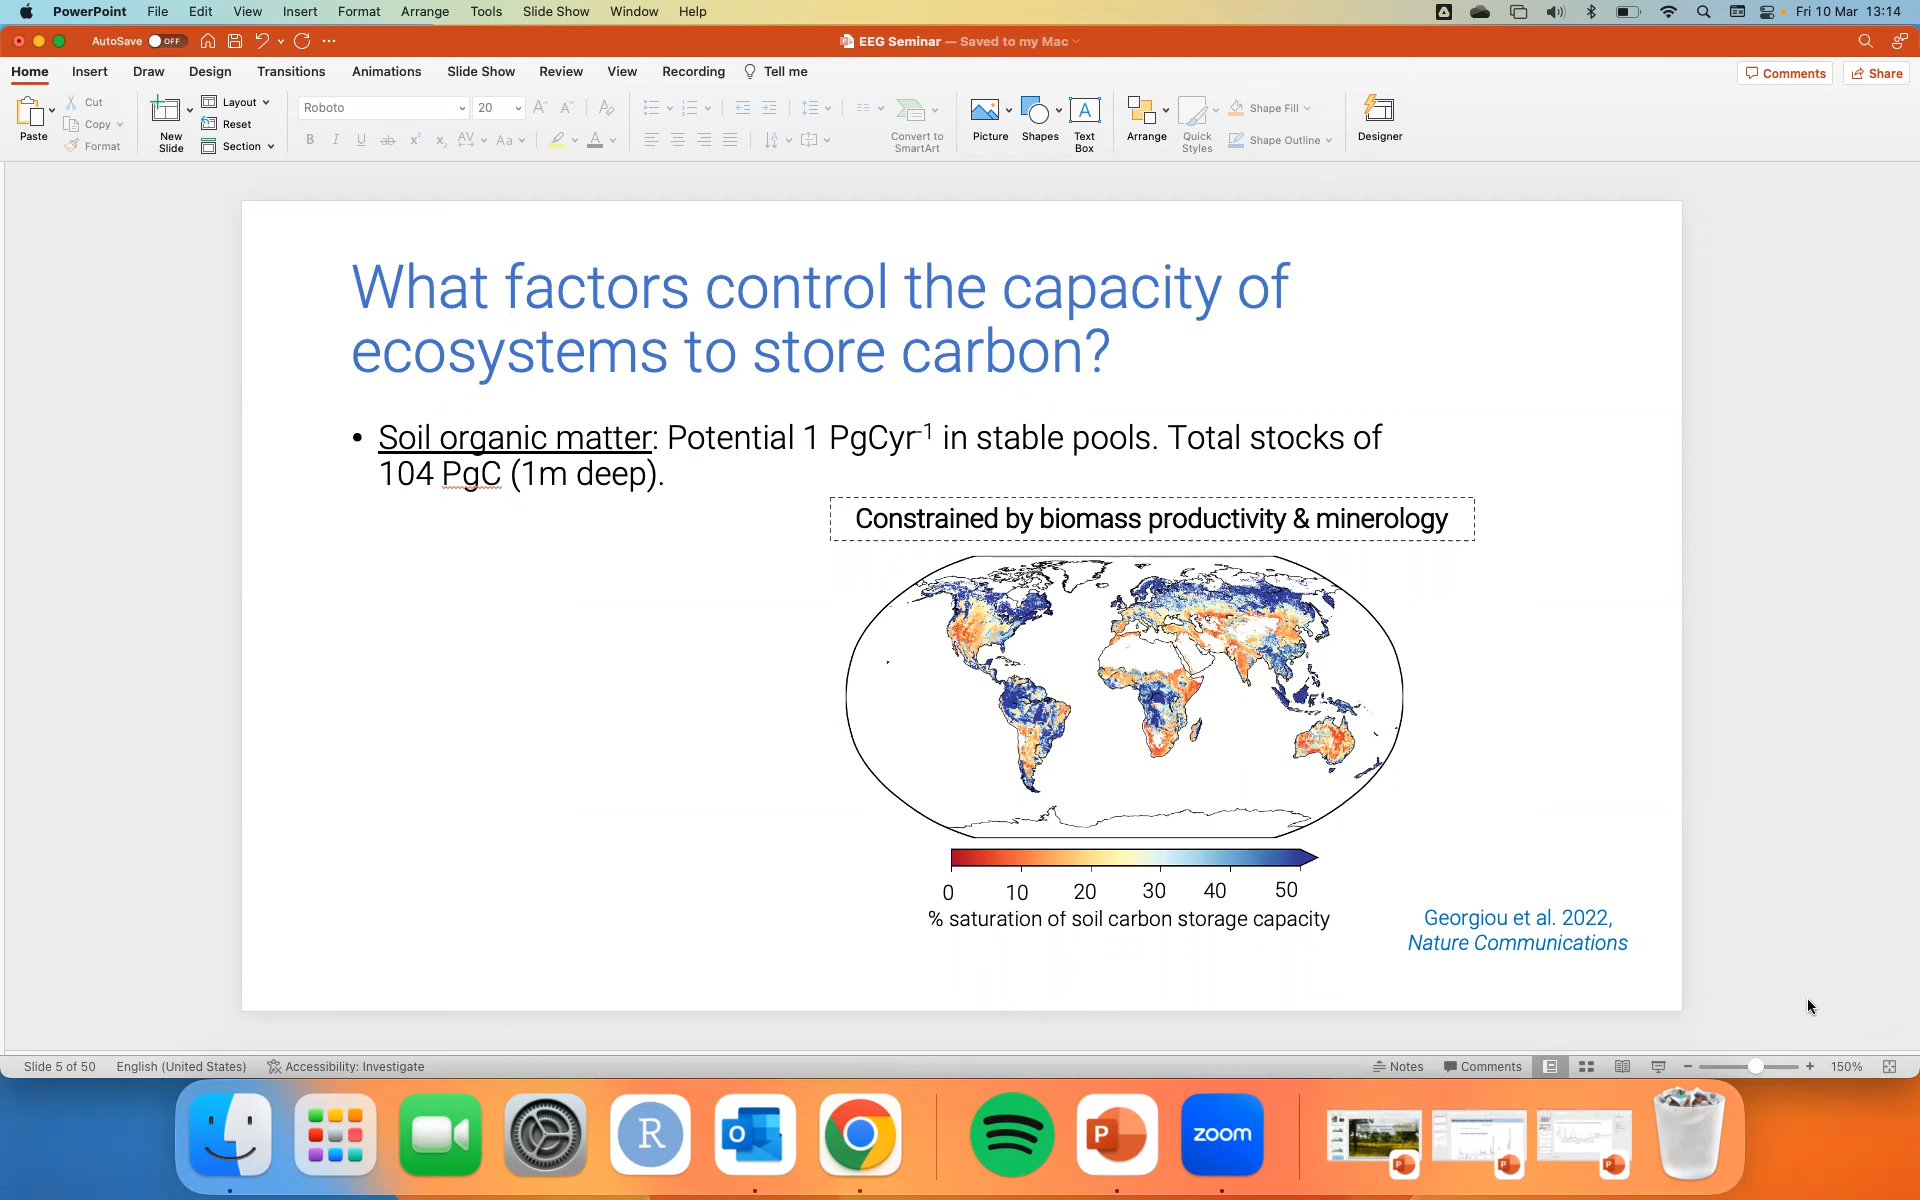 PowerPoint File Edit View Insert Format Arrange Tools Slide Show Window Help Fri 10 Mar 13:14
AutoSave OFF EEG Seminar — Saved to my Mac
Home Insert Draw Design Transitions Animations Slide Show Review View Recording Tell me Comments Share
Paste Cut Copy Format
New Slide Layout Reset Section
Roboto 20
Convert to SmartArt
Picture Shapes Text Box
Arrange Quick Styles Shape Fill Shape Outline
Designer
What factors control the capacity of
ecosystems to store carbon?
• Soil organic matter: Potential 1 PgCyr-1 in stable pools. Total stocks of
104 PgC (1m deep).
Constrained by biomass productivity & minerology
0 10 20 30 40 50
% saturation of soil carbon storage capacity
Georgiou et al. 2022,
Nature Communications
Slide 5 of 50 English (United States) Accessibility: Investigate Notes Comments 150%
zoom